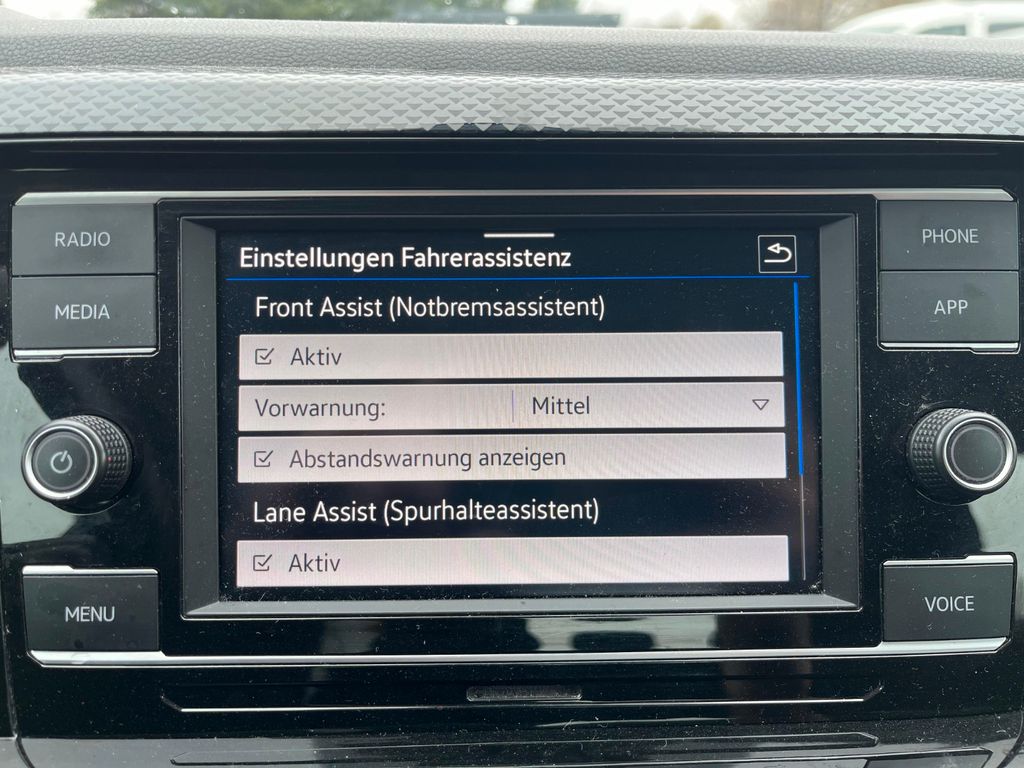 RADIO
MEDIA
MENU
Einstellungen Fahrerassistenz
Front Assist (Notbremsassistent)
Aktiv
Vorwarnung: Mittel
Abstandswarnung anzeigen
Lane Assist (Spurhalteassistent)
Aktiv
PHONE
APP
VOICE